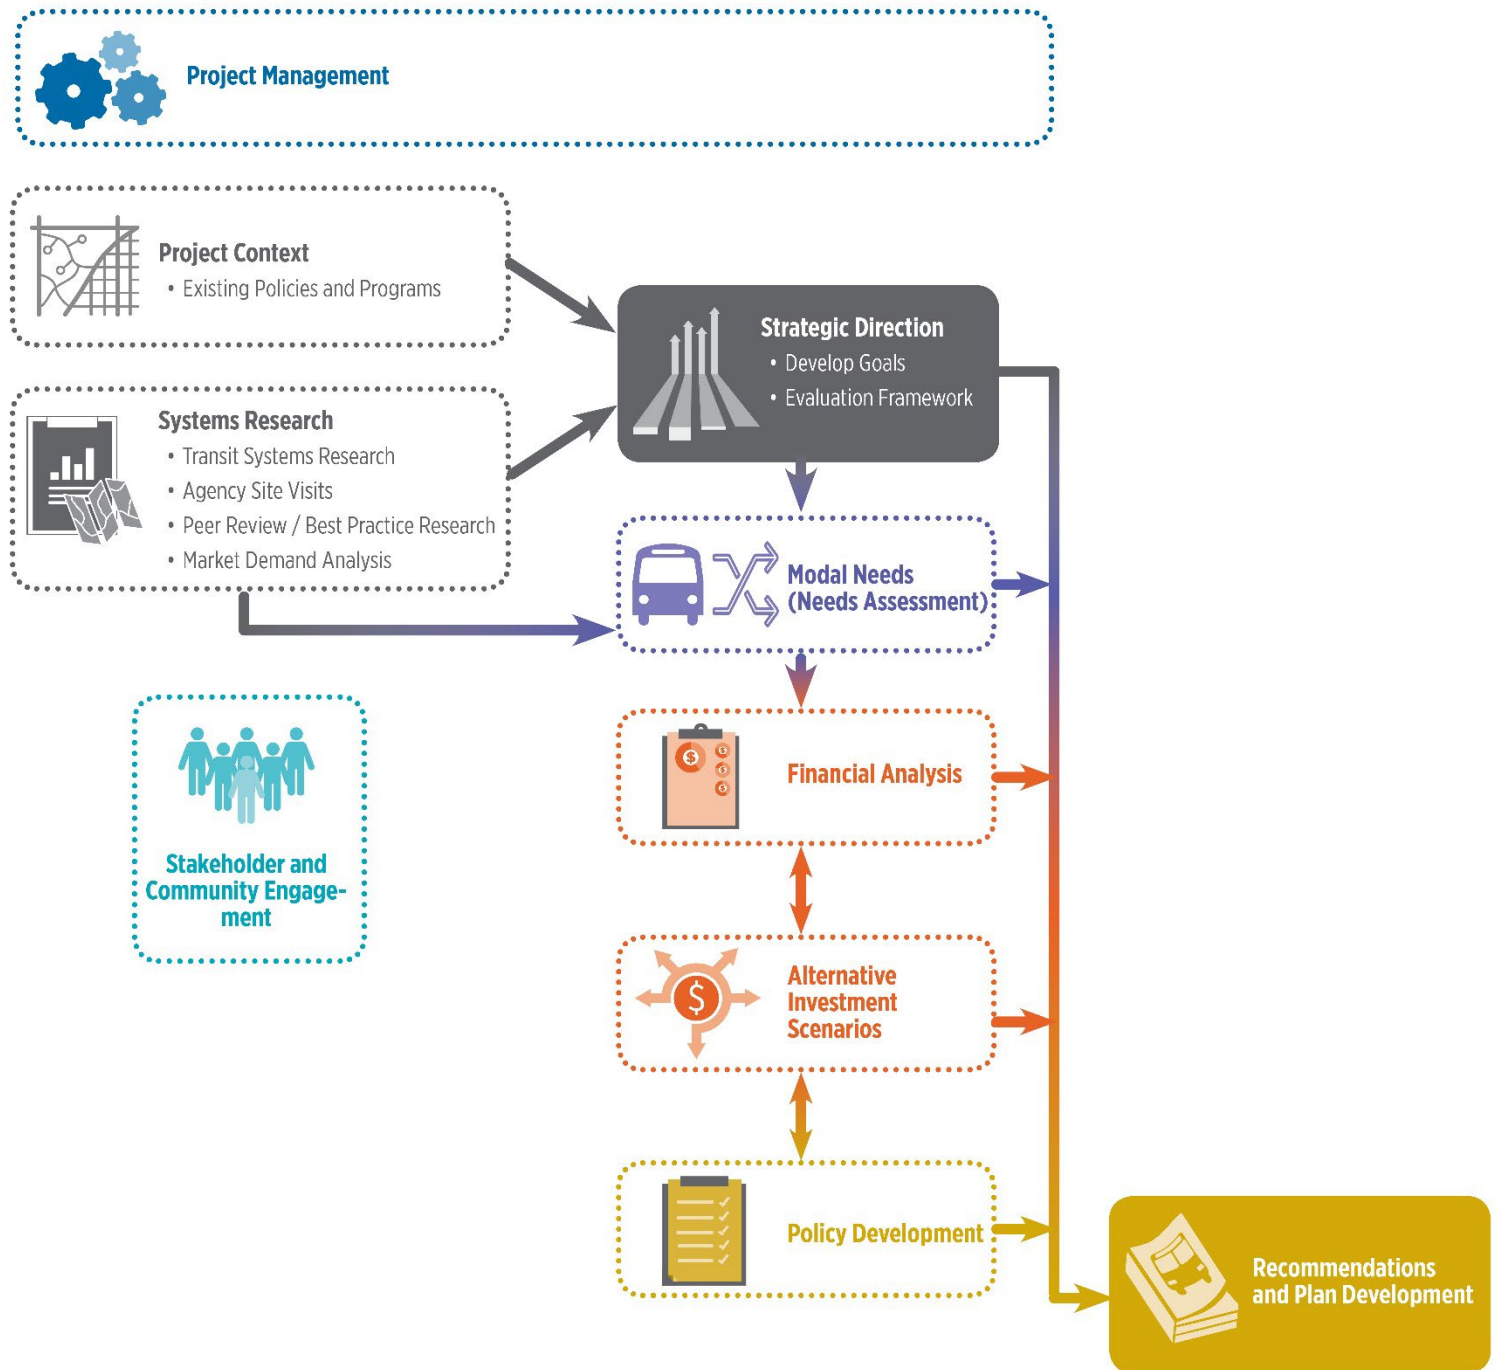 Project Management
Project Context
• Existing Policies and Programs
Systems Research
• Transit Systems Research
• Agency Site Visits
• Peer Review / Best Practice Research
• Market Demand Analysis
Strategic Direction
• Develop Goals
• Evaluation Framework
Modal Needs
(Needs Assessment)
Stakeholder and
Community Engage-
ment
$
Financial Analysis
$
Alternative
Investment
Scenarios
Policy Development
Recommendations
and Plan Development